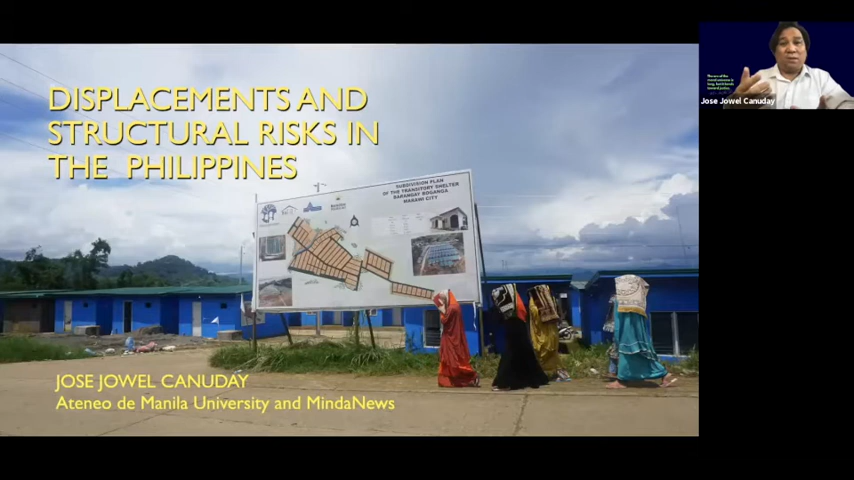 DISPLACEMENTS AND
STRUCTURAL RISKS IN
THE PHILIPPINES
SUBDIVISION PLAN
OF THE TRANSITORY SHELTER
BARANGAY BOGANGA
MARAWI CITY
JOSE JOWEL CANUDAY
Ateneo de Manila University and MindaNews
Jose Jowel Canuday